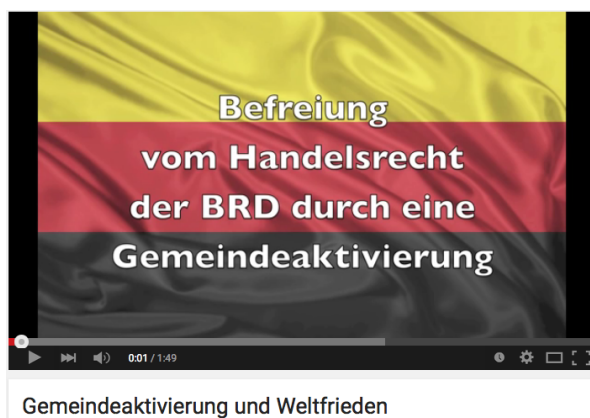 Befreiung
vom Handelsrecht
der BRD durch eine
Gemeindeaktivierung
0:01 / 1:49
Gemeindeaktivierung und Weltfrieden